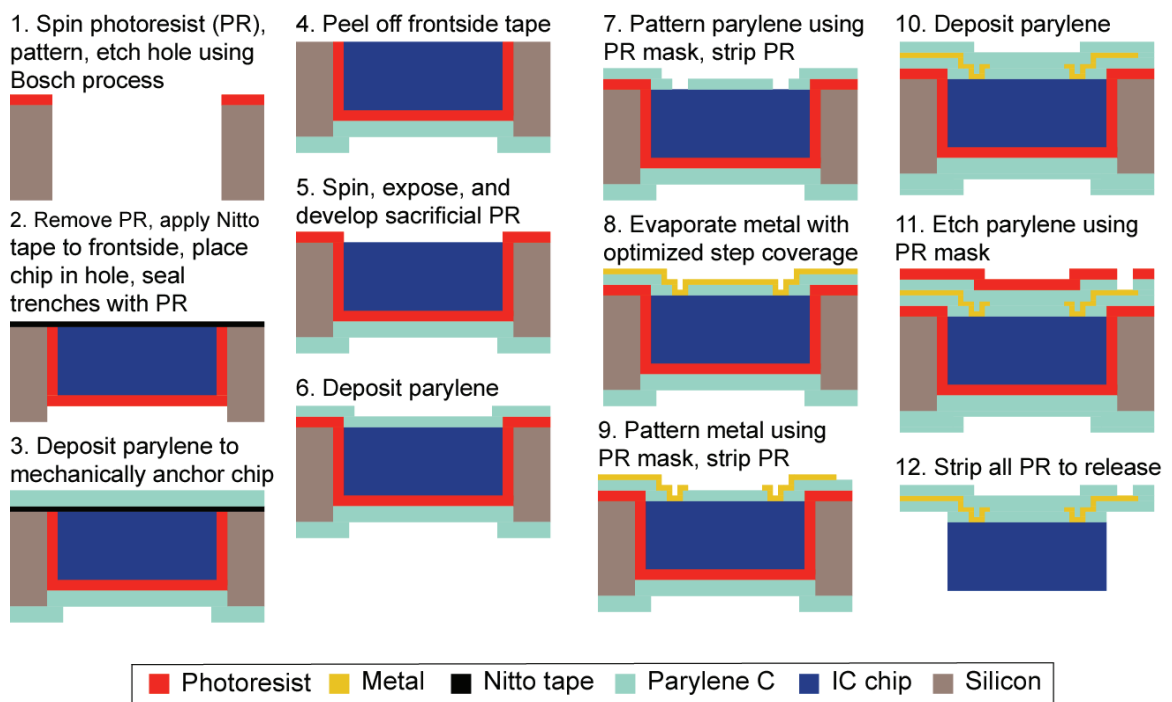 1. Spin photoresist (PR),
pattern, etch hole using
Bosch process
2. Remove PR, apply Nitto
tape to frontside, place
chip in hole, seal
trenches with PR
3. Deposit parylene to
mechanically anchor chip
4. Peel off frontside tape
5. Spin, expose, and
develop sacrificial PR
6. Deposit parylene
7. Pattern parylene using
PR mask, strip PR
8. Evaporate metal with
optimized step coverage
9. Pattern metal using
PR mask, strip PR
10. Deposit parylene
11. Etch parylene using
PR mask
12. Strip all PR to release
Photoresist Metal Nitto tape Parylene C IC chip Silicon